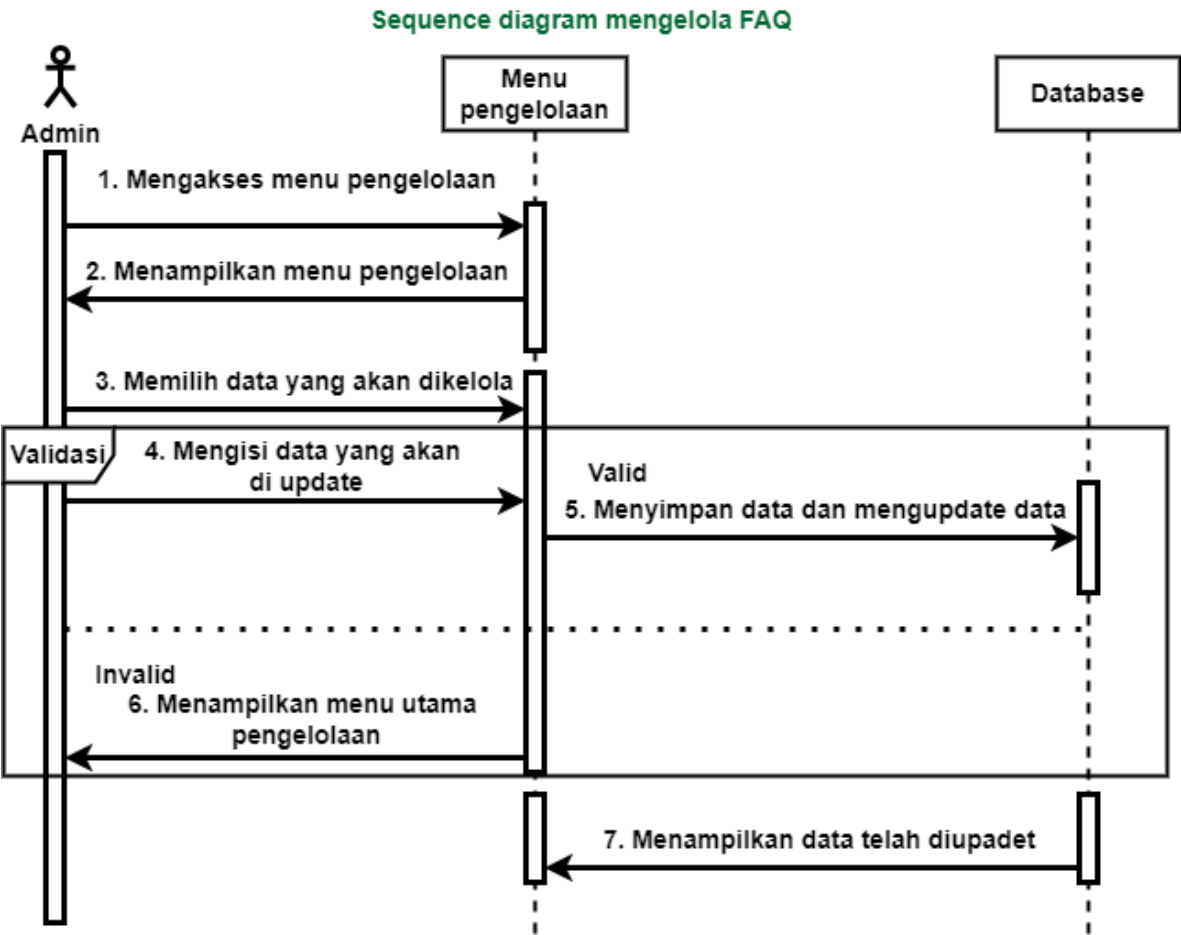 Sequence diagram mengelola FAQ
Menu
pengelolaan
Database
Admin
1. Mengakses menu pengelolaan
2. Menampilkan menu pengelolaan
3. Memilih data yang akan dikelola
Validasi
4. Mengisi data yang akan
di update
Valid
5. Menyimpan data dan mengupdate data
Invalid
6. Menampilkan menu utama
pengelolaan
7. Menampilkan data telah diupadet